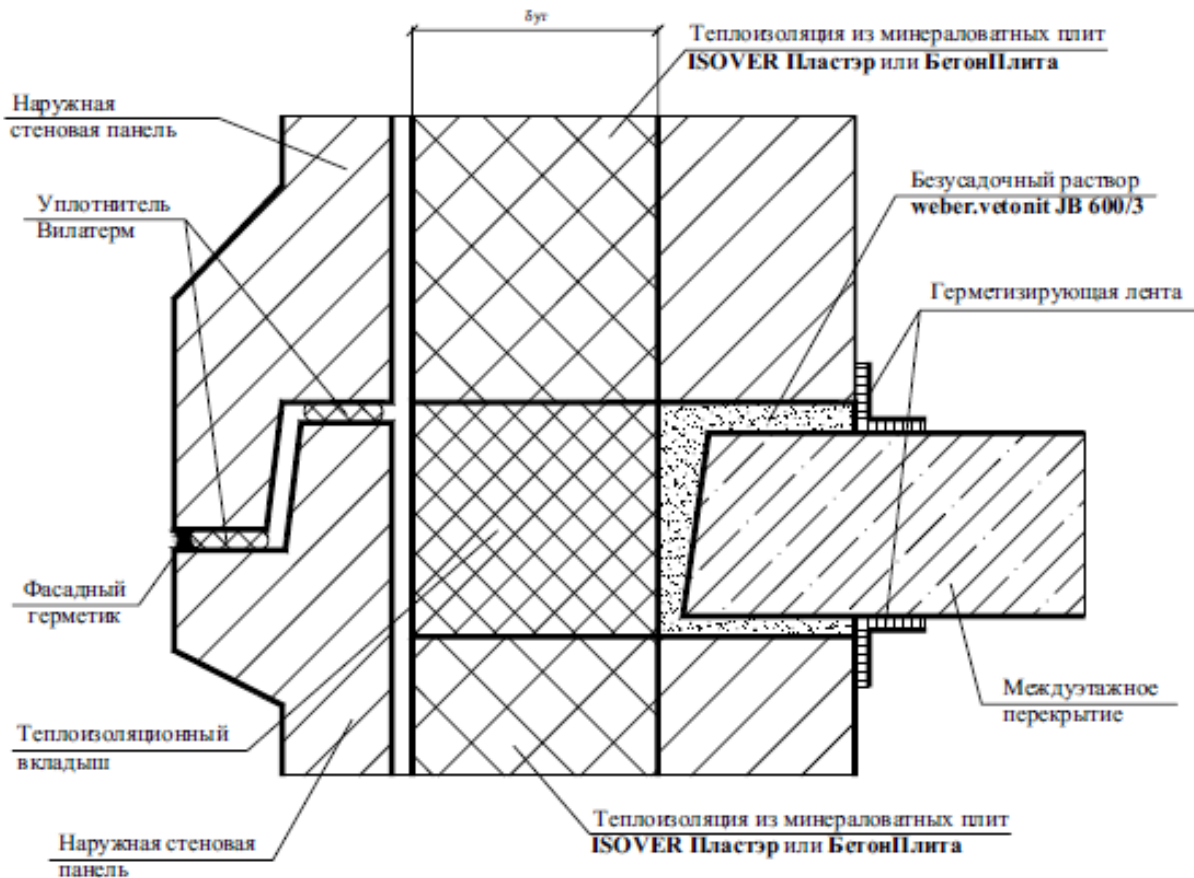 δут
Теплоизоляция из минераловатных плит
ISOVER Пластэр или БетонПлита
Наружная
стеновая панель
Безусадочный раствор
weber.vetonit JB 600/3
Уплотнитель
Вилатерм
Герметизирующая лента
Фасадный
герметик
Междуэтажное
перекрытие
Теплоизоляционный
вкладыш
Теплоизоляция из минераловатных плит
ISOVER Пластэр или БетонПлита
Наружная стеновая
панель